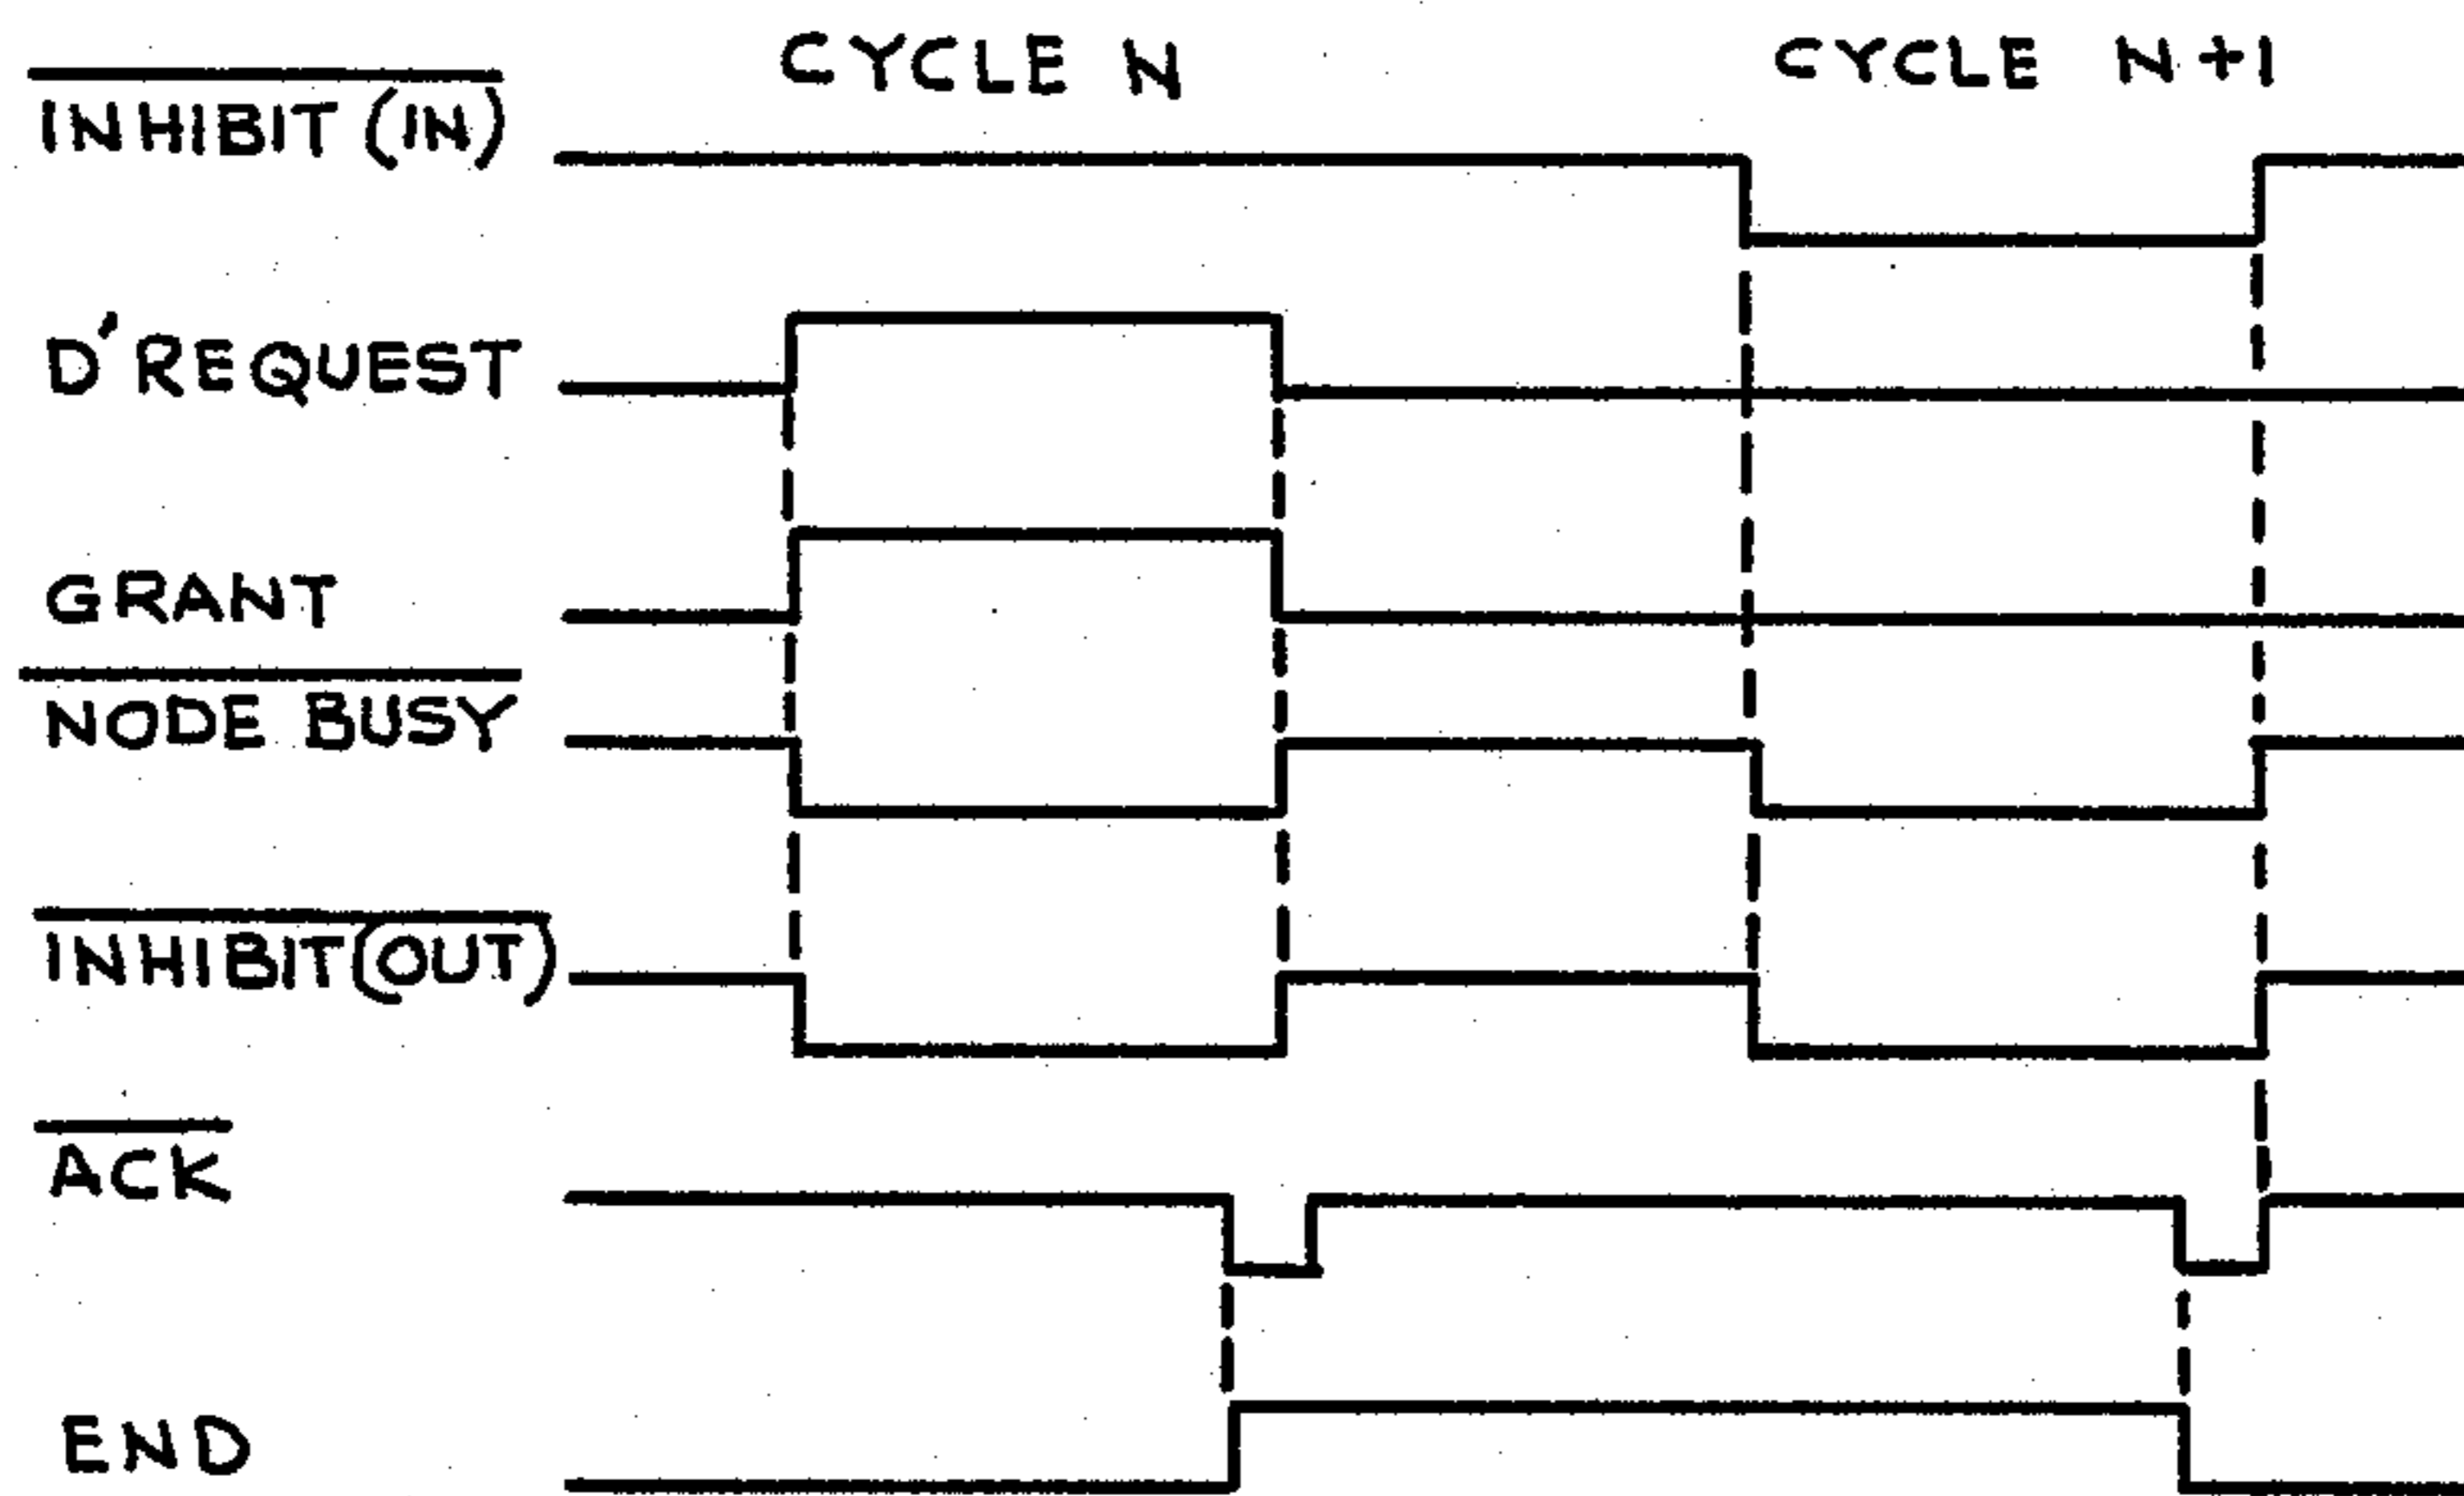 CYCLE N
CYCLE N+1
INHIBIT (IN)
D'REQUEST
GRANT
NODE BUSY
INHIBIT(OUT)
ACK
END